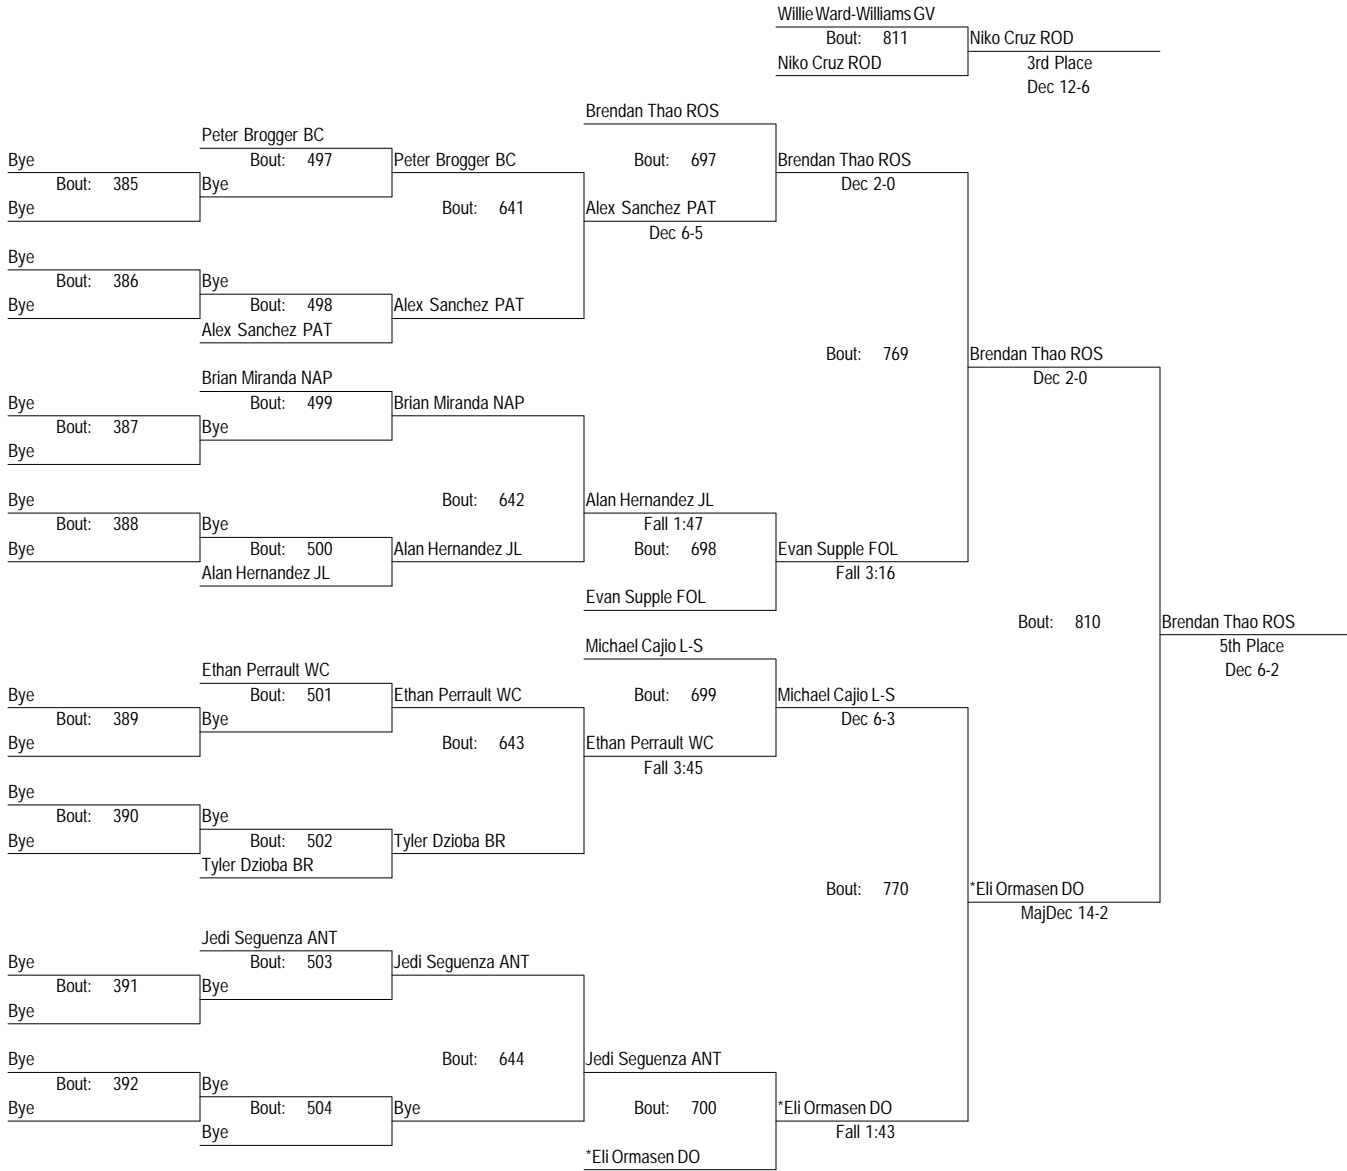 Willie Ward-Williams GV
Bout: 811
Niko Cruz ROD
Niko Cruz ROD
3rd Place
Dec 12-6
Brendan Thao ROS
Peter Brogger BC
Bye
Bout: 497
Peter Brogger BC
Bout: 697
Brendan Thao ROS
Bout: 385
Bye
Dec 2-0
Bye
Bout: 641
Alex Sanchez PAT
Dec 6-5
Bye
Bout: 386
Bye
Bye
Bout: 498
Alex Sanchez PAT
Alex Sanchez PAT
Bout: 769
Brendan Thao ROS
Brian Miranda NAP
Dec 2-0
Bye
Bout: 499
Brian Miranda NAP
Bout: 387
Bye
Bye
Bye
Bout: 642
Alan Hernandez JL
Bout: 388
Bye
Fall 1:47
Bye
Bout: 500
Alan Hernandez JL
Bout: 698
Evan Supple FOL
Alan Hernandez JL
Fall 3:16
Evan Supple FOL
Bout: 810
Brendan Thao ROS
Michael Cajio L-S
5th Place
Ethan Perrault WC
Dec 6-2
Bye
Bout: 501
Ethan Perrault WC
Bout: 699
Michael Cajio L-S
Bout: 389
Bye
Dec 6-3
Bye
Bout: 643
Ethan Perrault WC
Fall 3:45
Bye
Bout: 390
Bye
Bye
Bout: 502
Tyler Dzioba BR
Tyler Dzioba BR
Bout: 770
*Eli Ormasen DO
MajDec 14-2
Jedi Seguenza ANT
Bye
Bout: 503
Jedi Seguenza ANT
Bout: 391
Bye
Bye
Bye
Bout: 644
Jedi Seguenza ANT
Bout: 392
Bye
Bye
Bout: 504
Bye
Bout: 700
*Eli Ormasen DO
Bye
Fall 1:43
*Eli Ormasen DO